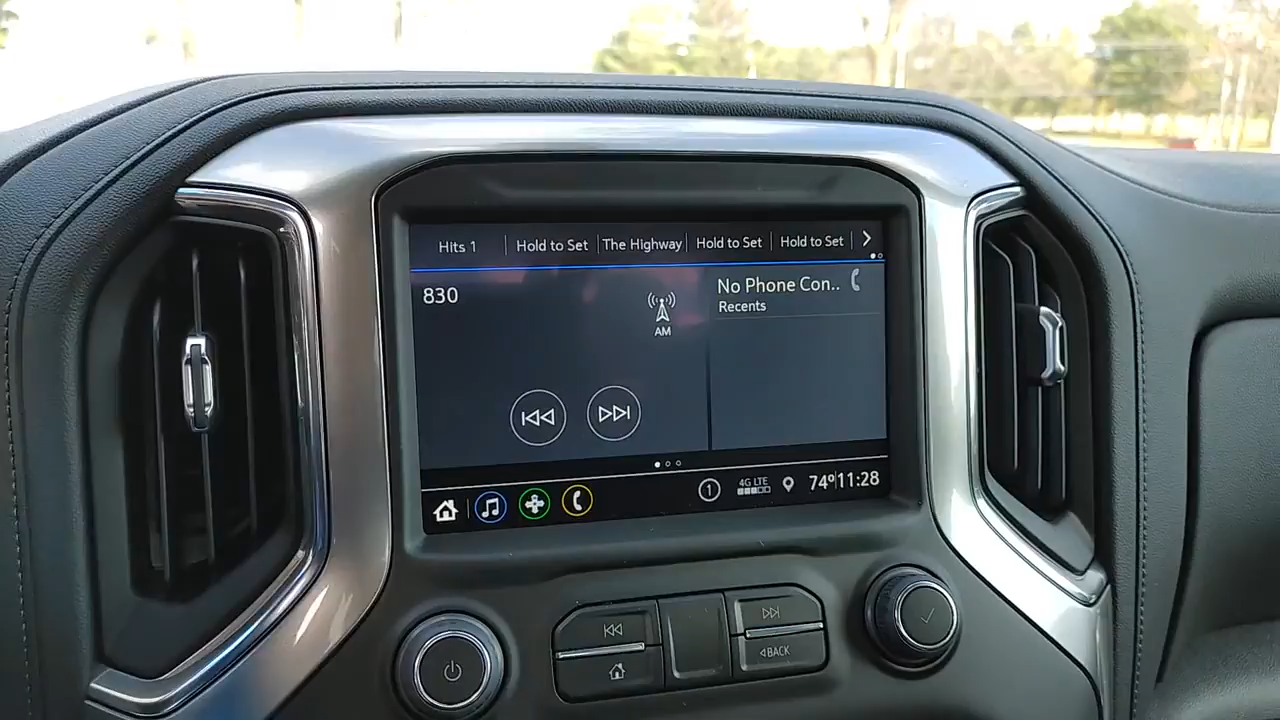 Hits 1 Hold to Set The Highway Hold to Set Hold to Set
830
AM
No Phone Con..
Recents
1
4G LTE
74° 11:28
BACK